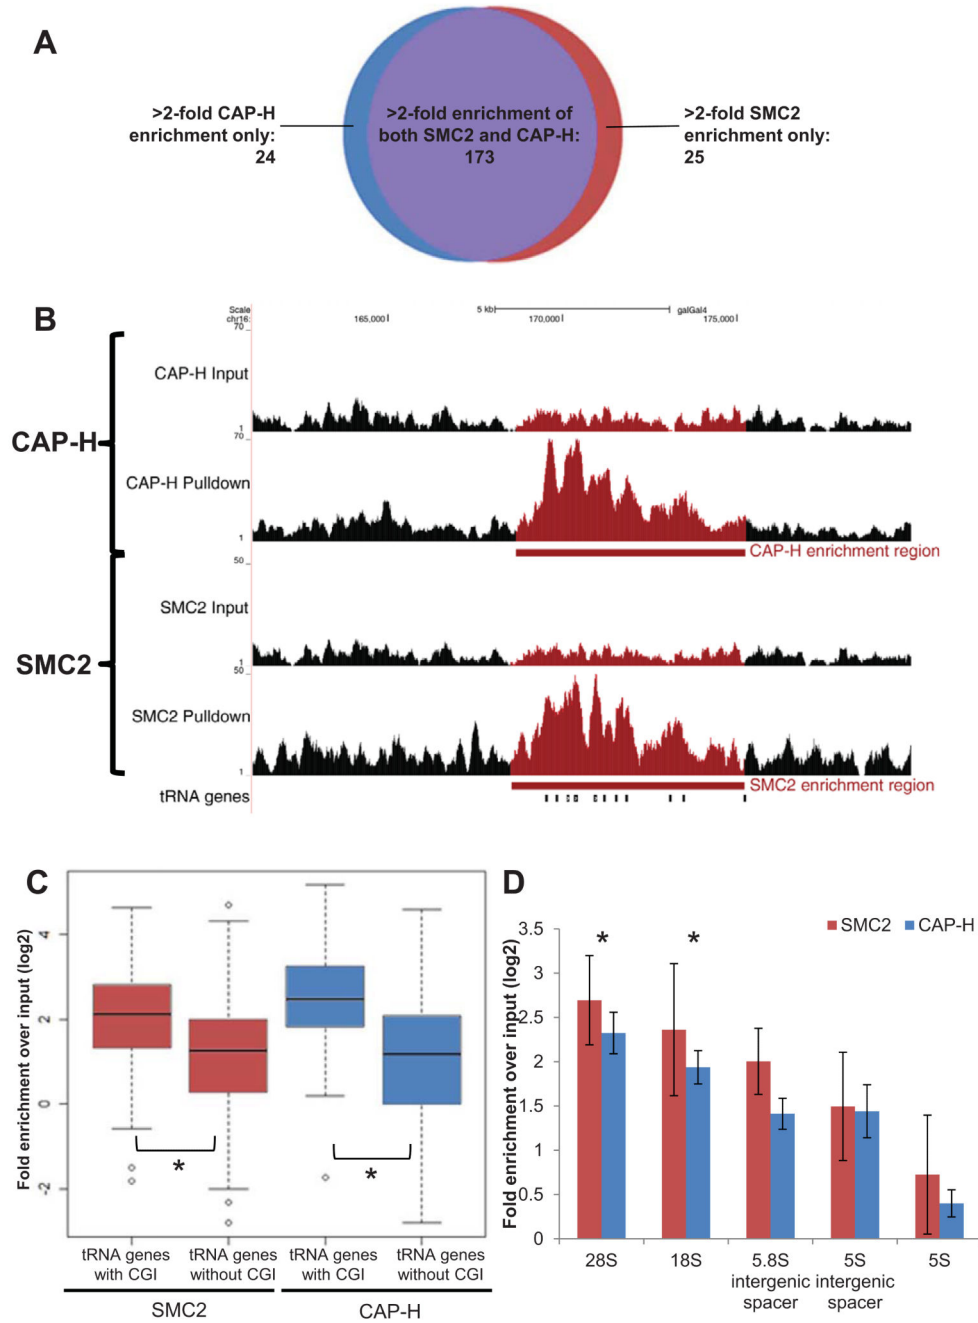 A
>2-fold CAP-H
enrichment only:
24
>2-fold enrichment of
both SMC2 and CAP-H:
173
>2-fold SMC2
enrichment only:
25
B
Scale
chr16:
5 kb
galGal4
165,000
170,000
175,000
CAP-H
70
CAP-H Input
1
70
CAP-H Pulldown
1
CAP-H enrichment region
SMC2
50
SMC2 Input
1
50
SMC2 Pulldown
1
SMC2 enrichment region
tRNA genes
C
Fold enrichment over input (log2)
4
2
0
-2
*
*
tRNA genes
with CGI
tRNA genes
without CGI
tRNA genes
with CGI
tRNA genes
without CGI
SMC2
CAP-H
D
Fold enrichment over input (log2)
SMC2
CAP-H
3.5
3
2.5
2
1.5
1
0.5
0
*
*
28S
18S
5.8S
intergenic
spacer
5S
intergenic
spacer
5S